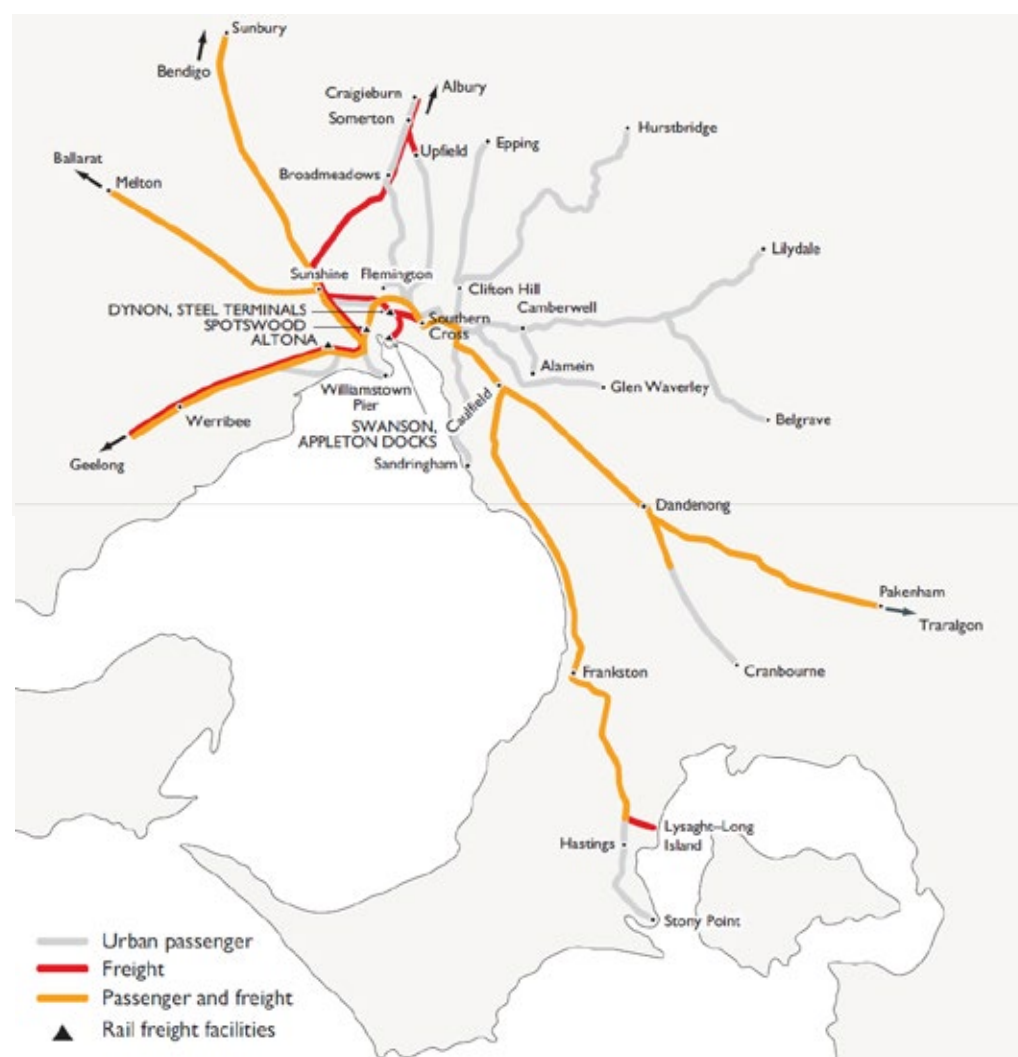 Sunbury
Bendigo
Craigieburn
Albury
Somerton
Hurstbridge
Epping
Upfield
Ballarat
Melton
Broadmeadows
Lilydale
Sunshine
Flemington
Clifton Hill
Camberwell
DYNON, STEEL TERMINALS
SPOTSWOOD
ALTONA
Southern
Cross
Alamein
Glen Waverley
Williamstown
Pier
Caulfield
Werribee
Belgrave
SWANSON,
APPLETON DOCKS
Geelong
Sandringham
Dandenong
Pakenham
Traralgon
Frankston
Cranbourne
Lysaght–Long
Island
Hastings
Stony Point
Urban passenger
Freight
Passenger and freight
Rail freight facilities